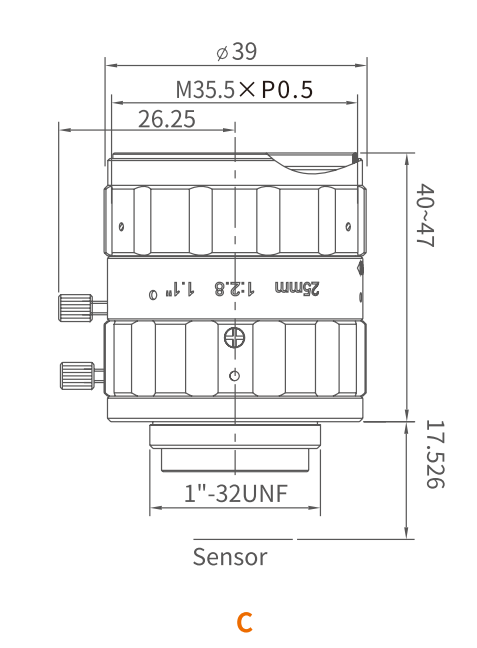 ⌀39
M35.5×P0.5
26.25
40~47
25mm 1:2.8 1.1"
17.526
1"-32UNF
Sensor
C